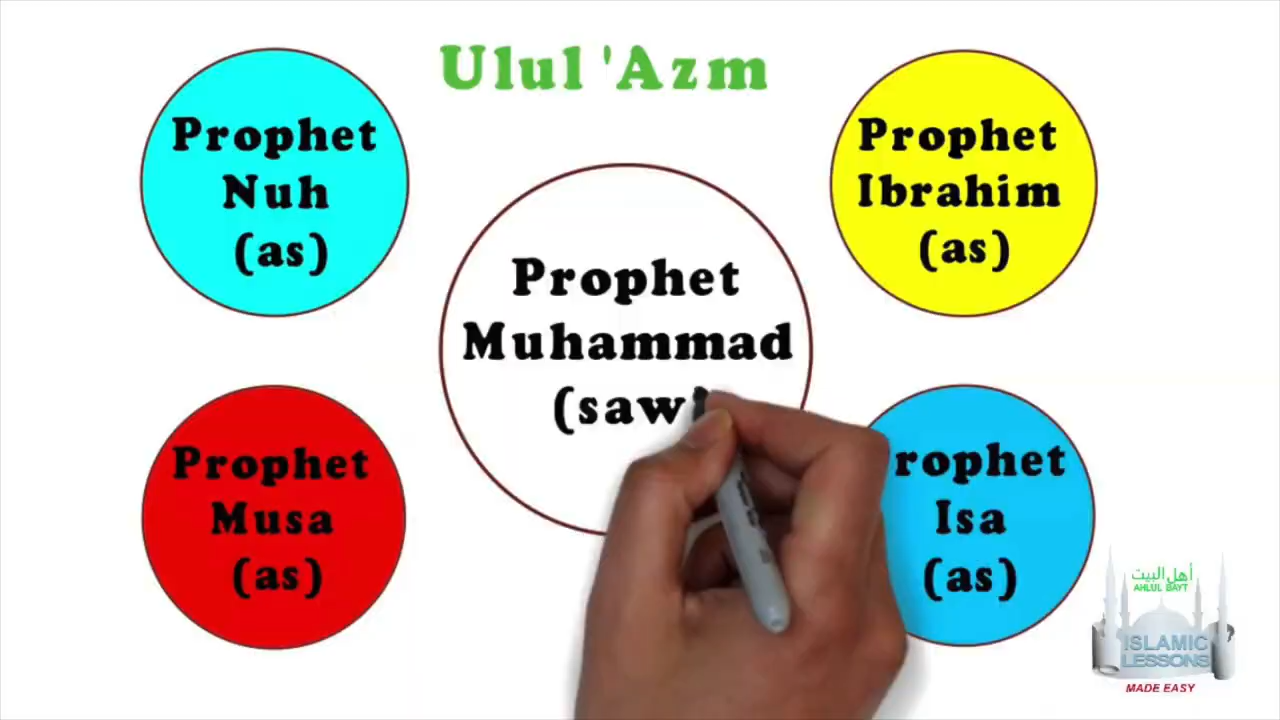 Ulul 'Azm
Prophet
Nuh
(as)
Prophet
Ibrahim
(as)
Prophet
Muhammad
(saw)
Prophet
Musa
(as)
rophet
Isa
(as)
أهل البيت
AHLUL BAYT
ISLAMIC
LESSONS
MADE EASY